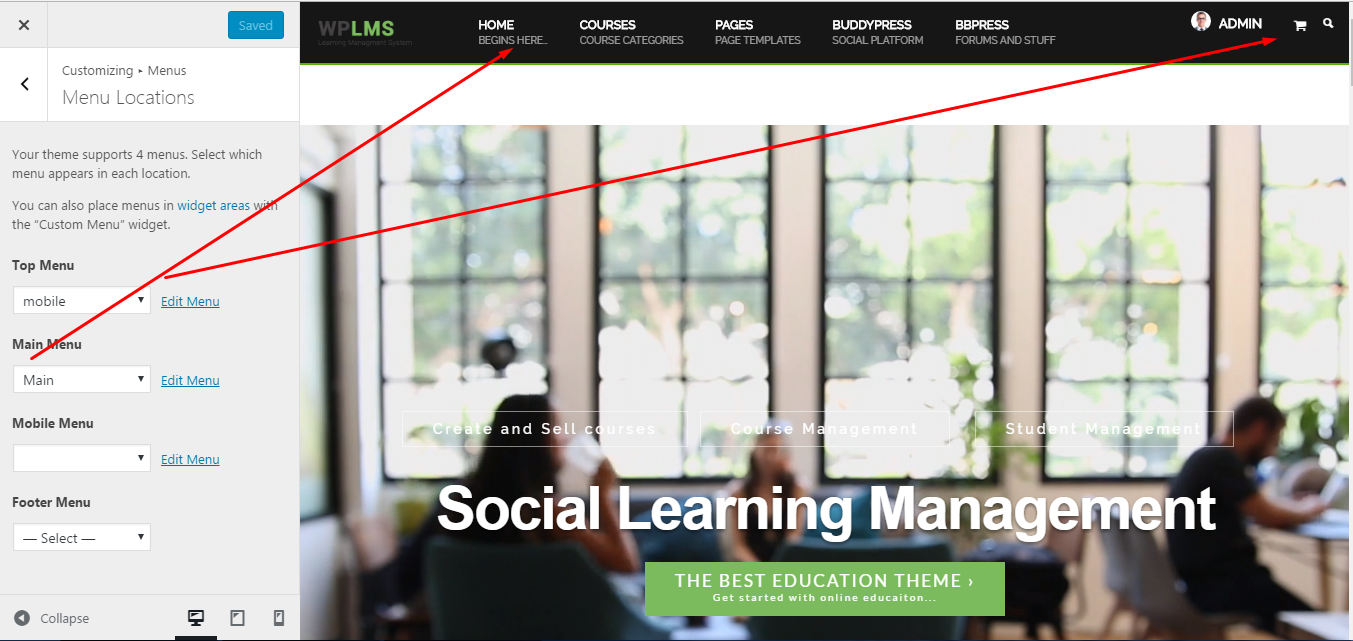 Saved
Customizing ▸ Menus
Menu Locations
Your theme supports 4 menus. Select which
menu appears in each location.
You can also place menus in widget areas with
the “Custom Menu” widget.
Top Menu
mobile
Edit Menu
Main Menu
Main
Edit Menu
Mobile Menu
Edit Menu
Footer Menu
— Select —
Collapse
WPLMS
Learning Managment System
HOME
BEGINS HERE..
COURSES
COURSE CATEGORIES
PAGES
PAGE TEMPLATES
BUDDYPRESS
SOCIAL PLATFORM
BBPRESS
FORUMS AND STUFF
ADMIN
Create and Sell courses
Course Management
Student Management
Social Learning Management
THE BEST EDUCATION THEME ›
Get started with online educaiton...